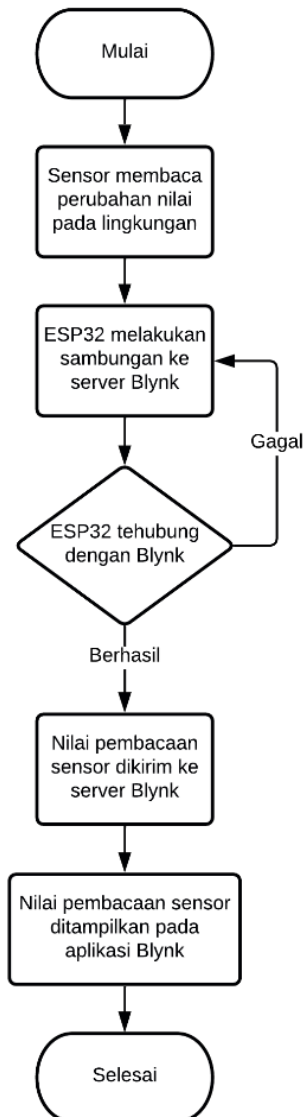 Mulai
Sensor membaca
perubahan nilai
pada lingkungan
ESP32 melakukan
sambungan ke
server Blynk
Gagal
ESP32 tehubung
dengan Blynk
Berhasil
Nilai pembacaan
sensor dikirim ke
server Blynk
Nilai pembacaan sensor
ditampilkan pada
aplikasi Blynk
Selesai